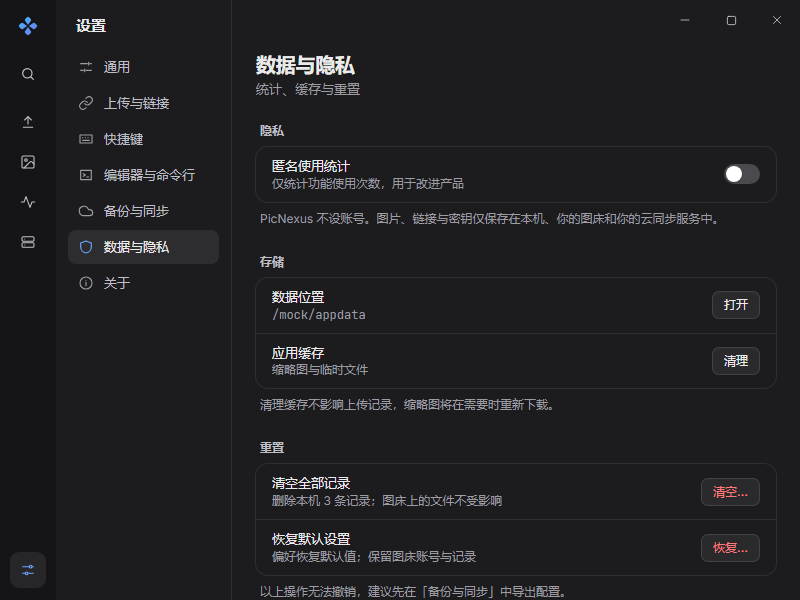 设置
通用
上传与链接
快捷键
编辑器与命令行
备份与同步
数据与隐私
关于
数据与隐私
统计、缓存与重置
隐私
匿名使用统计
仅统计功能使用次数，用于改进产品
PicNexus 不设账号。图片、链接与密钥仅保存在本机、你的图床和你的云同步服务中。
存储
数据位置
/mock/appdata
打开
应用缓存
缩略图与临时文件
清理
清理缓存不影响上传记录，缩略图将在需要时重新下载。
重置
清空全部记录
删除本机 3 条记录；图床上的文件不受影响
清空...
恢复默认设置
偏好恢复默认值；保留图床账号与记录
恢复...
以上操作无法撤销，建议先在「备份与同步」中导出配置。